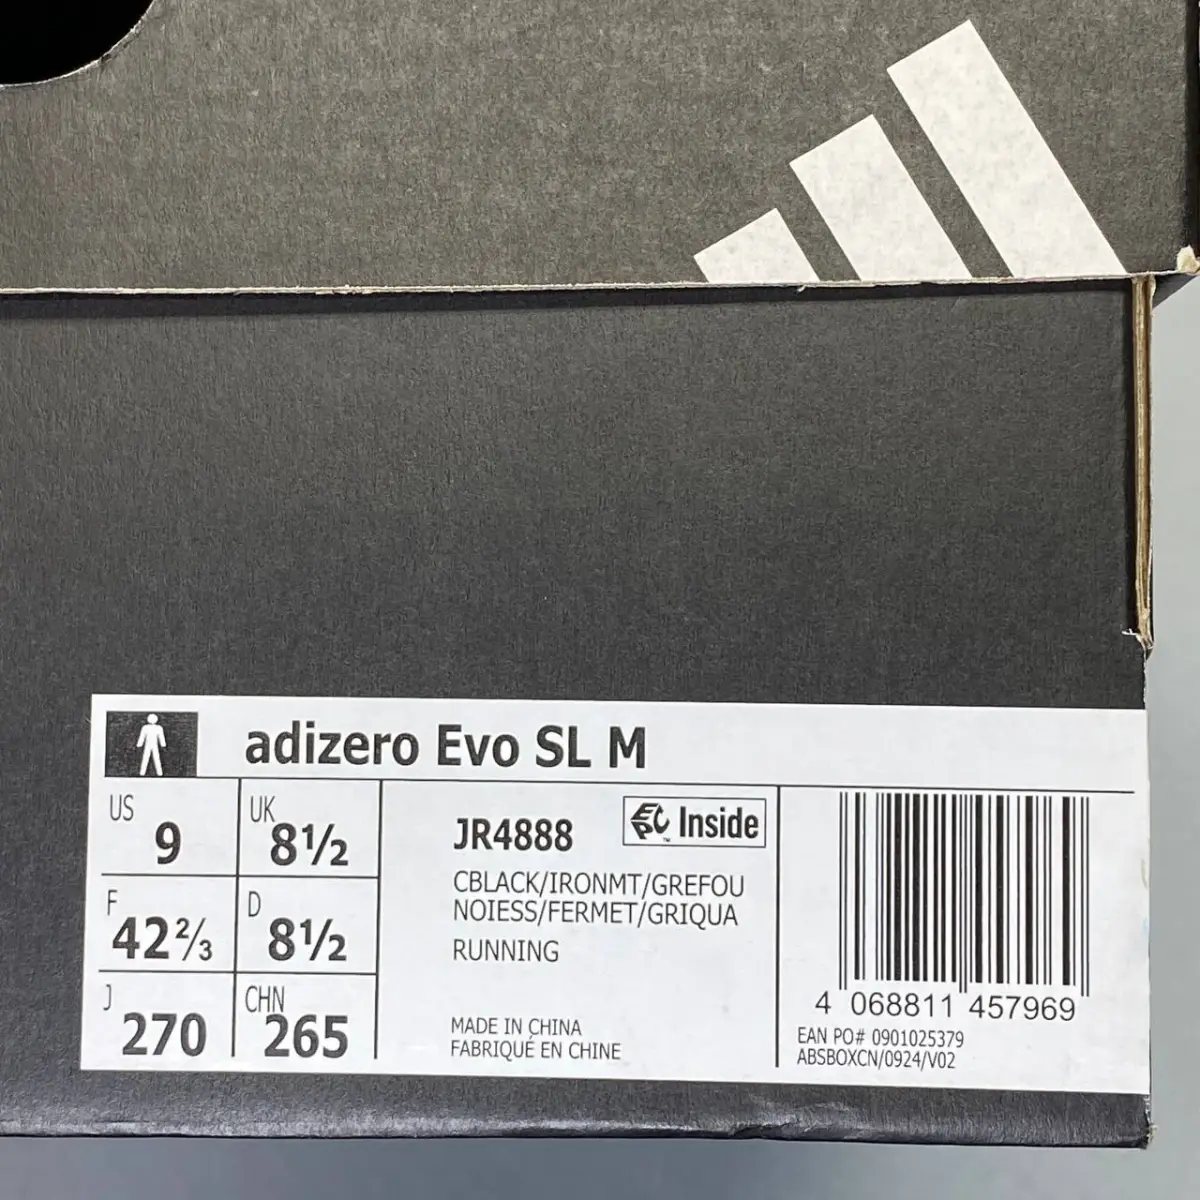 adizero Evo SL M
US 9
UK 8½
F 42⅔
D 8½
J 270
CHN 265
JR4888
EPC Inside
CBLACK/IRONMT/GREFOU
NOIESS/FERMET/GRIQUA
RUNNING
MADE IN CHINA
FABRIQUÉ EN CHINE
4 068811 457969
EAN PO# 0901025379
ABSBOXCN/0924/V02